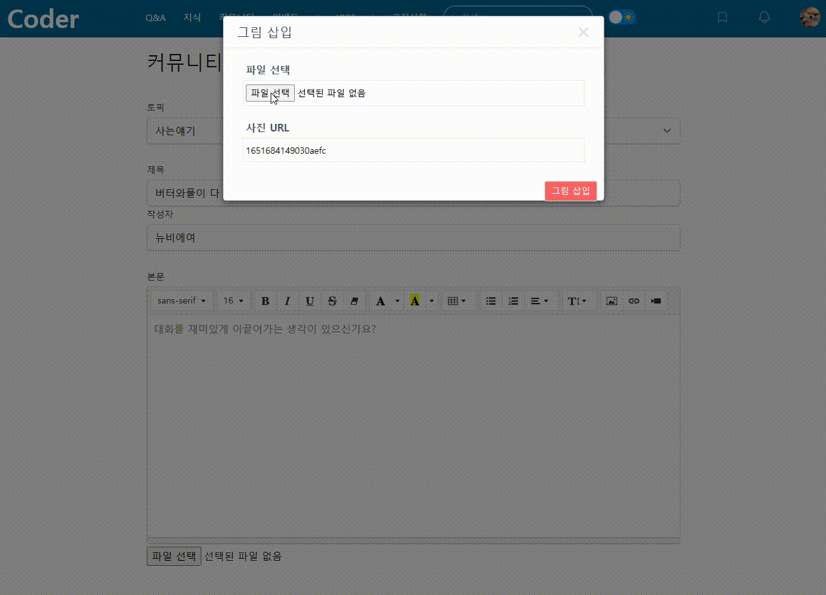 Coder
Q&A 지식
그림 삽입
파일 선택
파일 선택 선택된 파일 없음
사진 URL
1651684149030aefc
그림 삽입
커뮤니티
토픽
사는얘기
제목
버터와플이 다
작성자
뉴비에여
본문
sans-serif 16 B I U S A A T
대화를 재미있게 이끌어가는 생각이 있으신가요?
파일 선택 선택된 파일 없음